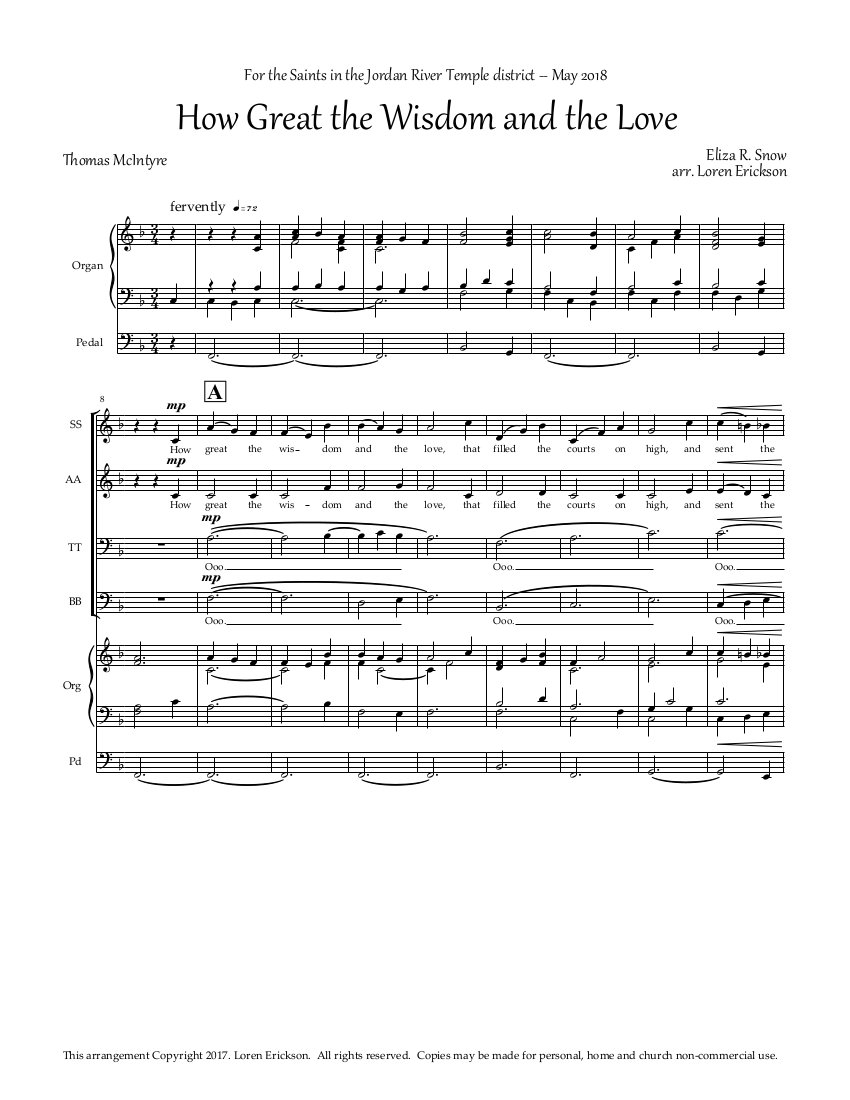 For the Saints in the Jordan River Temple district – May 2018
How Great the Wisdom and the Love
Thomas McIntyre
Eliza R. Snow
arr. Loren Erickson
fervently ♩=72
Organ
Pedal
8
A
mp
SS
How great the wis– dom and the love, that filled the courts on high, and sent the
mp
AA
How great the wis – dom and the love, that filled the courts on high, and sent the
mp
TT
Ooo. Ooo. Ooo.
mp
BB
Ooo. Ooo. Ooo.
Org
Pd
This arrangement Copyright 2017. Loren Erickson. All rights reserved. Copies may be made for personal, home and church non-commercial use.